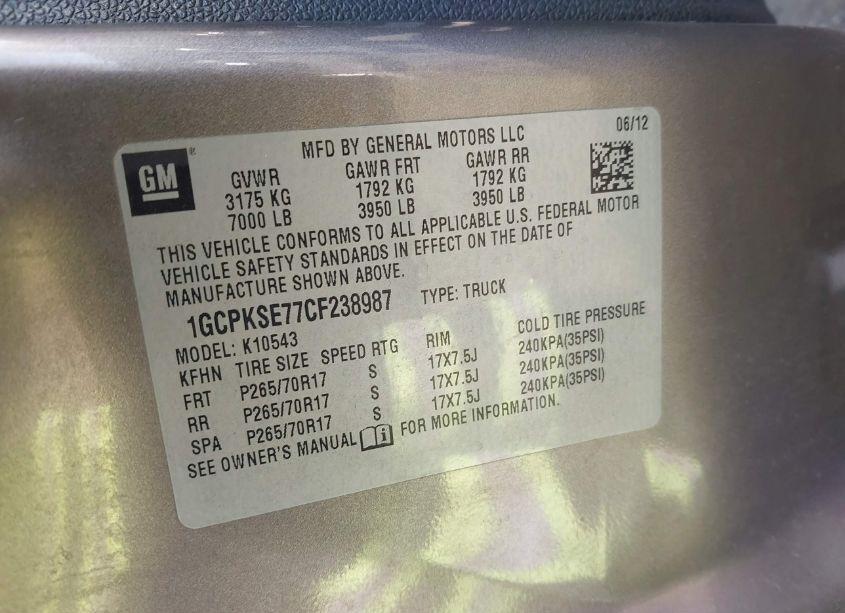 06/12
GM
MFD BY GENERAL MOTORS LLC
GVWR GAWR FRT GAWR RR
3175 KG 1792 KG 1792 KG
7000 LB 3950 LB 3950 LB
THIS VEHICLE CONFORMS TO ALL APPLICABLE U.S. FEDERAL MOTOR
VEHICLE SAFETY STANDARDS IN EFFECT ON THE DATE OF
MANUFACTURE SHOWN ABOVE.
1GCPKSE77CF238987 TYPE: TRUCK
MODEL: K10543
KFHN TIRE SIZE SPEED RTG RIM COLD TIRE PRESSURE
FRT P265/70R17 S 17X7.5J 240KPA(35PSI)
RR P265/70R17 S 17X7.5J 240KPA(35PSI)
SPA P265/70R17 S 17X7.5J 240KPA(35PSI)
SEE OWNER'S MANUAL FOR MORE INFORMATION.